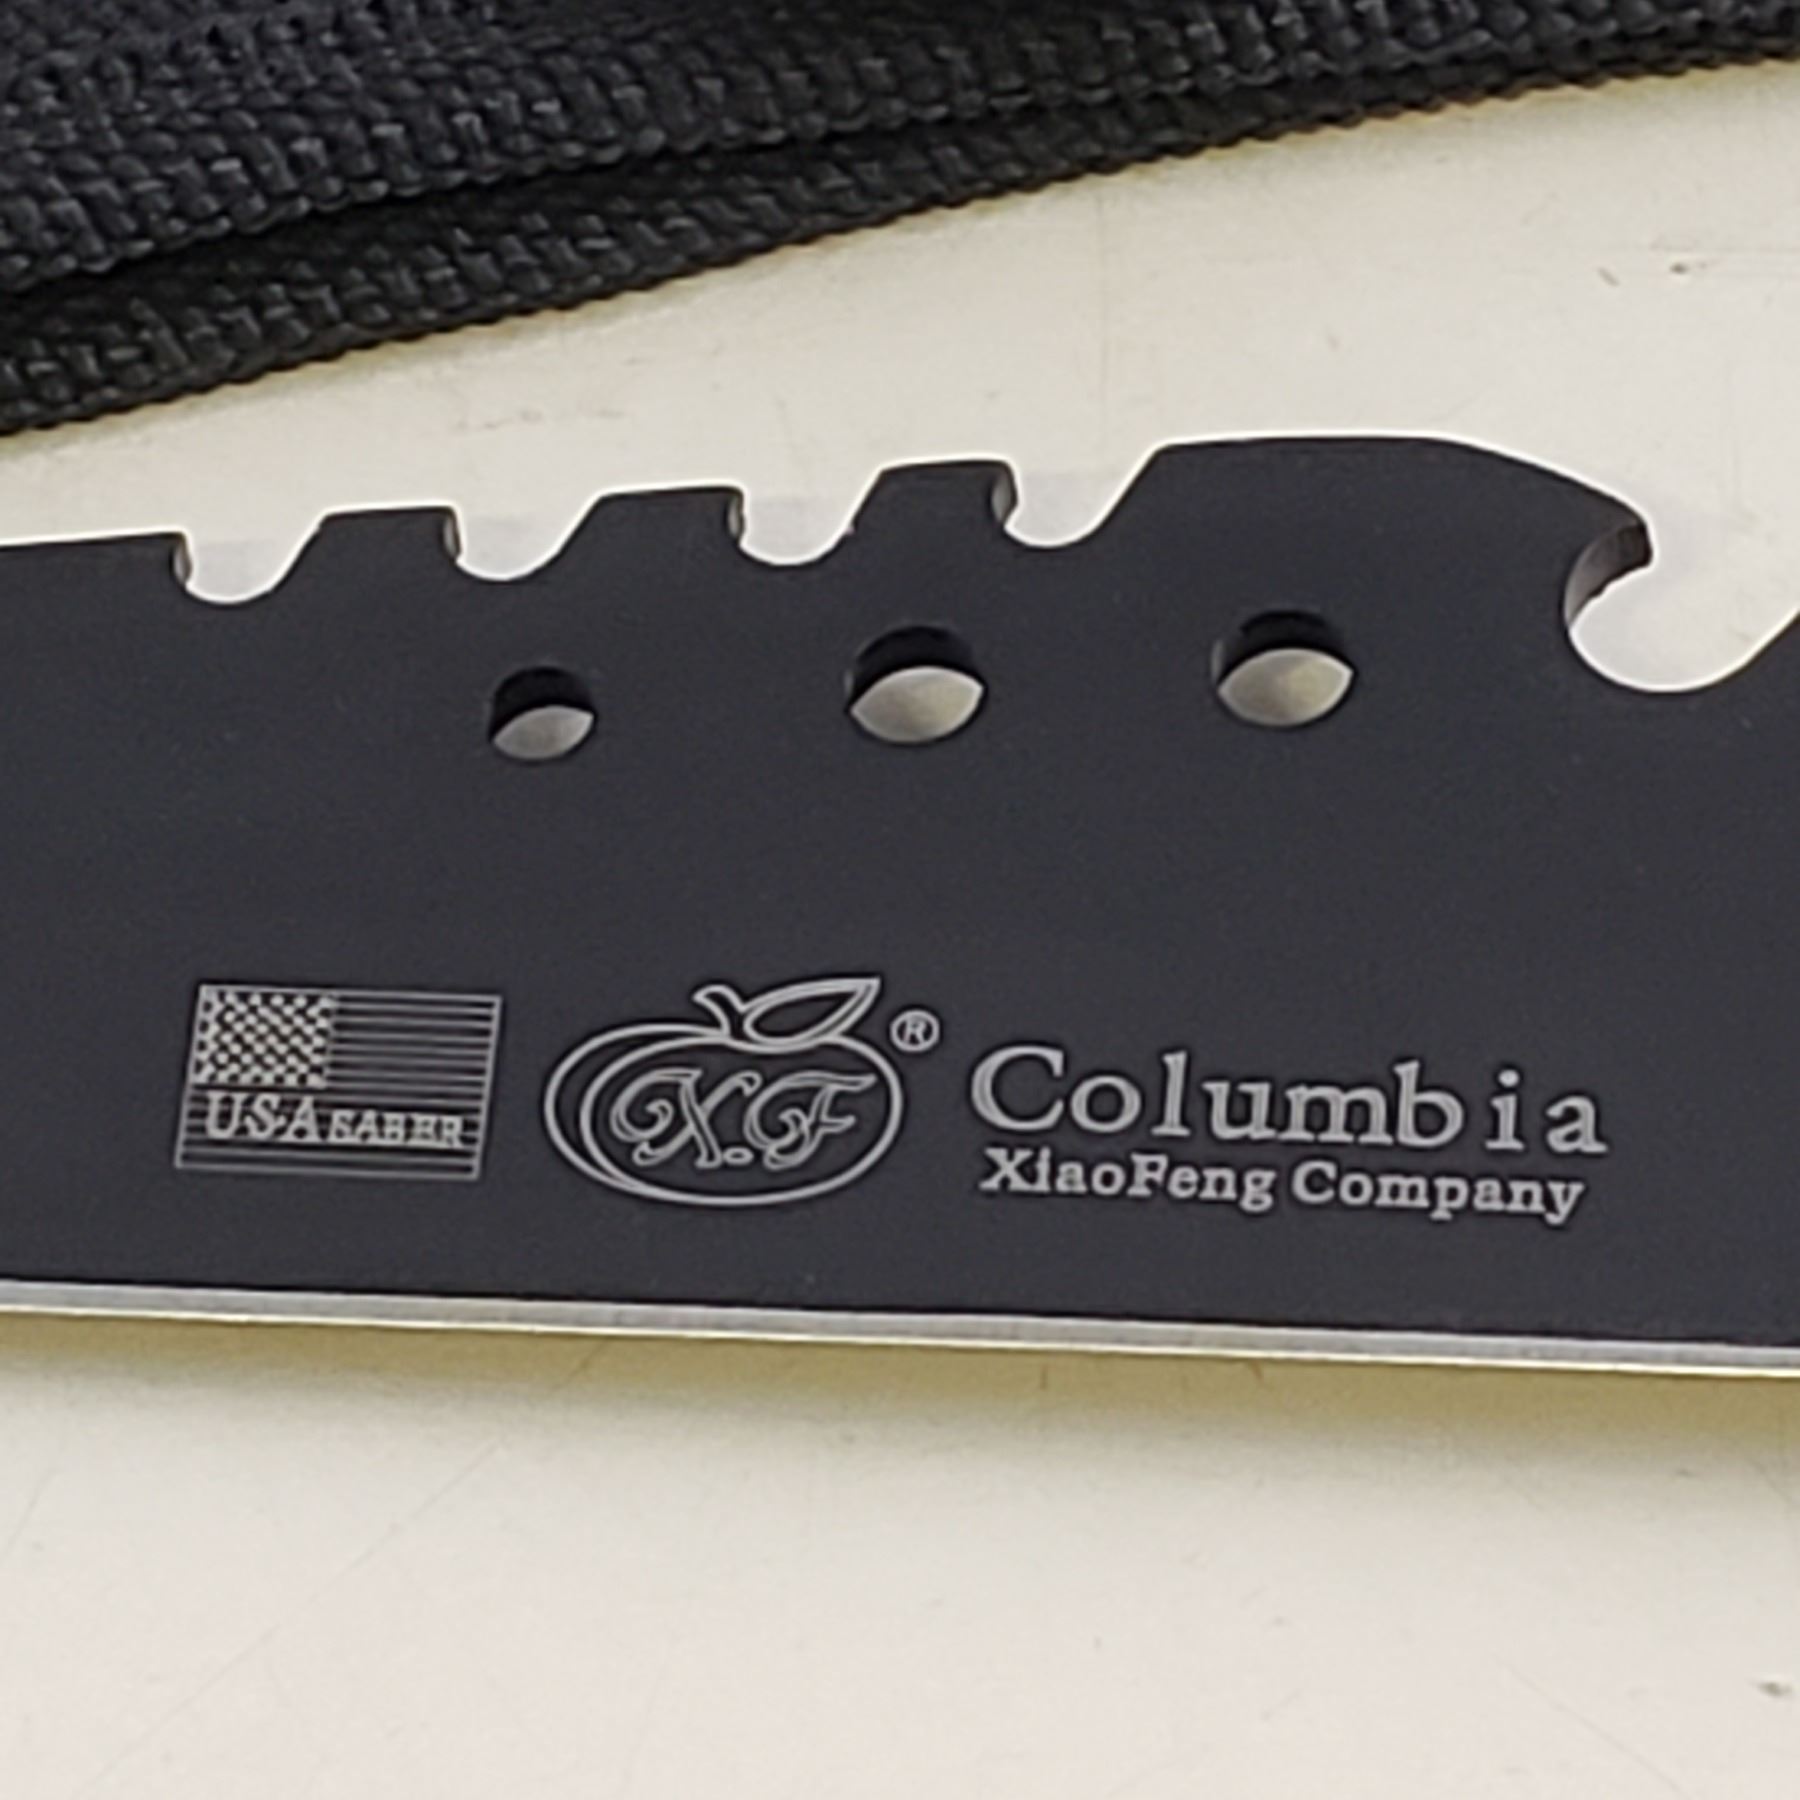 USA SABER
X.F ®
Columbia
XiaoFeng Company